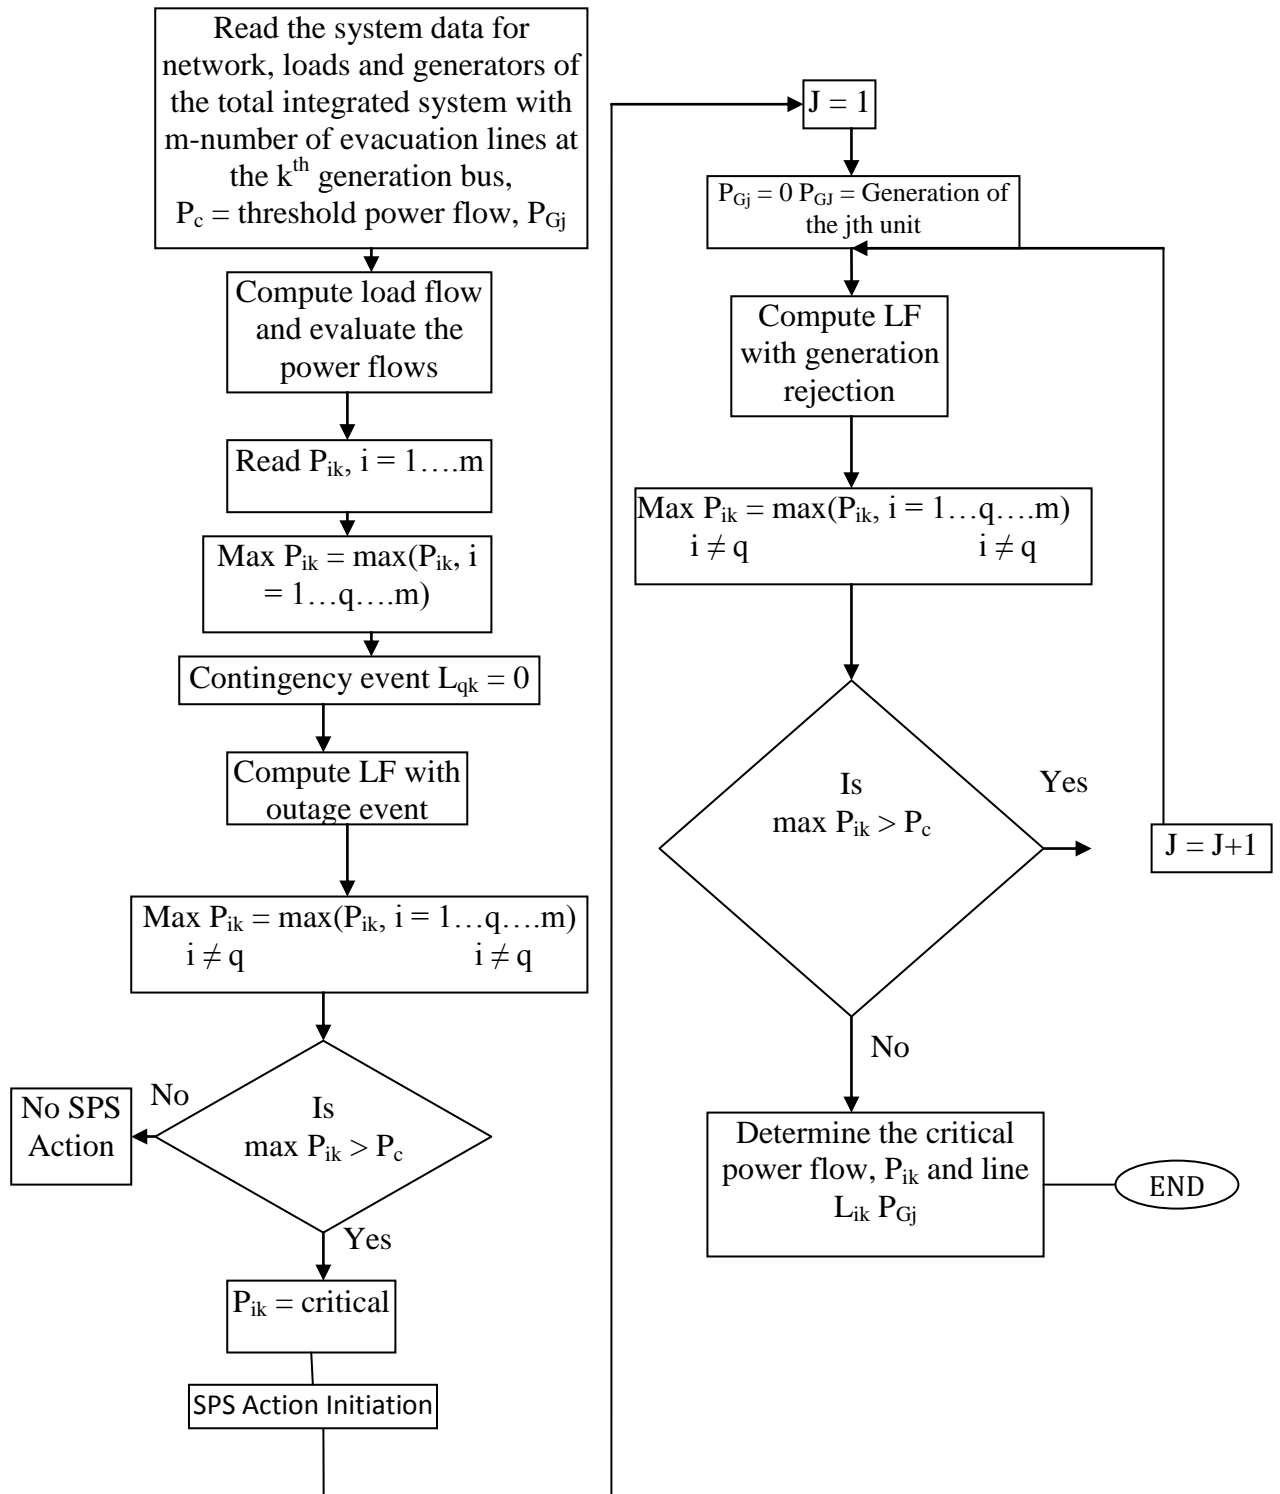 Read the system data for
network, loads and generators of
the total integrated system with
m-number of evacuation lines at
the kth generation bus,
Pc = threshold power flow, PGj
Compute load flow
and evaluate the
power flows
Read Pik, i = 1….m
Max Pik = max(Pik, i
= 1…q….m)
Contingency event Lqk = 0
Compute LF with
outage event
Max Pik = max(Pik, i = 1…q….m)
i ≠ q i ≠ q
Is
max Pik > Pc
No
No SPS
Action
Yes
Pik = critical
SPS Action Initiation
J = 1
PGj = 0 PGJ = Generation of
the jth unit
Compute LF
with generation
rejection
Max Pik = max(Pik, i = 1…q….m)
i ≠ q i ≠ q
Is
max Pik > Pc
Yes
J = J+1
No
Determine the critical
power flow, Pik and line
Lik PGj
END